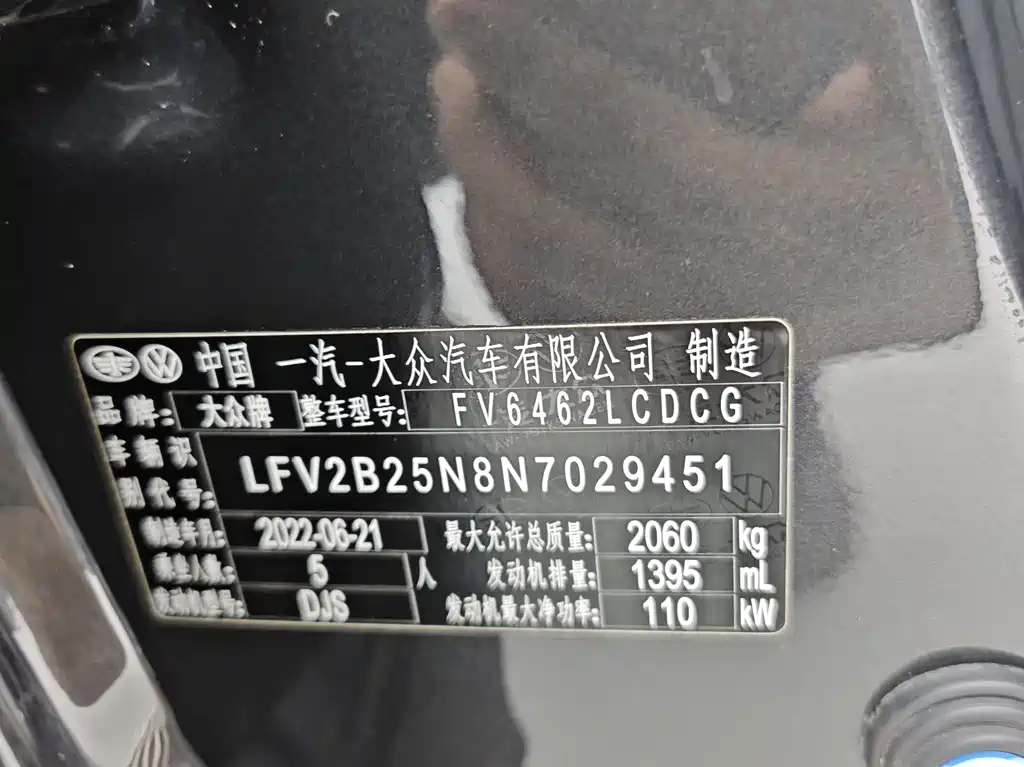 中国 一汽-大众汽车有限公司 制造
品牌: 大众牌 整车型号: FV6462LCDCG
车辆识别代号: LFV2B25N8N7029451
制造年月: 2022-06-21 最大允许总质量: 2060 kg
乘坐人数: 5 人 发动机排量: 1395 mL
发动机型号: DJS 发动机最大净功率: 110 kW